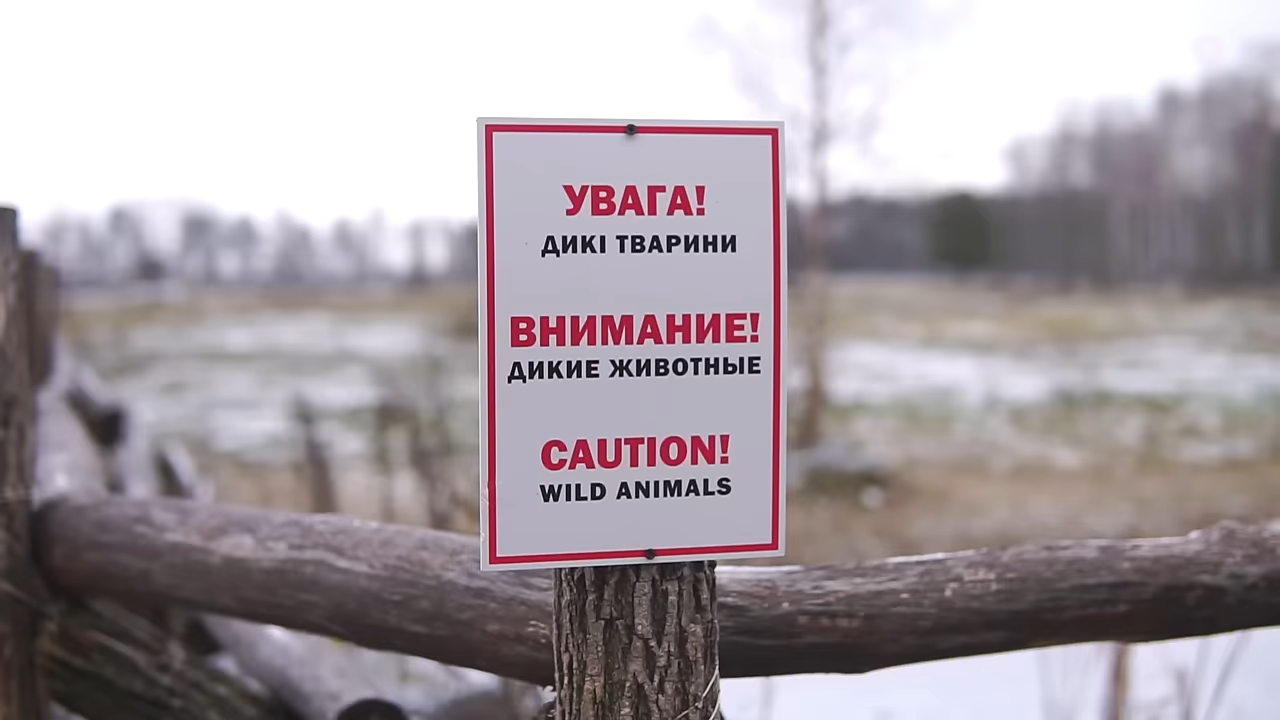 УВАГА!
ДИКІ ТВАРИНИ
ВНИМАНИЕ!
ДИКИЕ ЖИВОТНЫЕ
CAUTION!
WILD ANIMALS